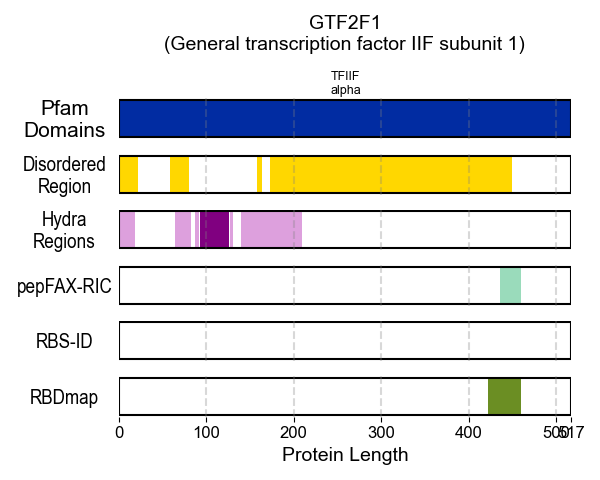 GTF2F1
(General transcription factor IIF subunit 1)
TFIIF
alpha
Pfam
Domains
Disordered
Region
Hydra
Regions
pepFAX-RIC
RBS-ID
RBDmap
0 100 200 300 400 500 517
Protein Length